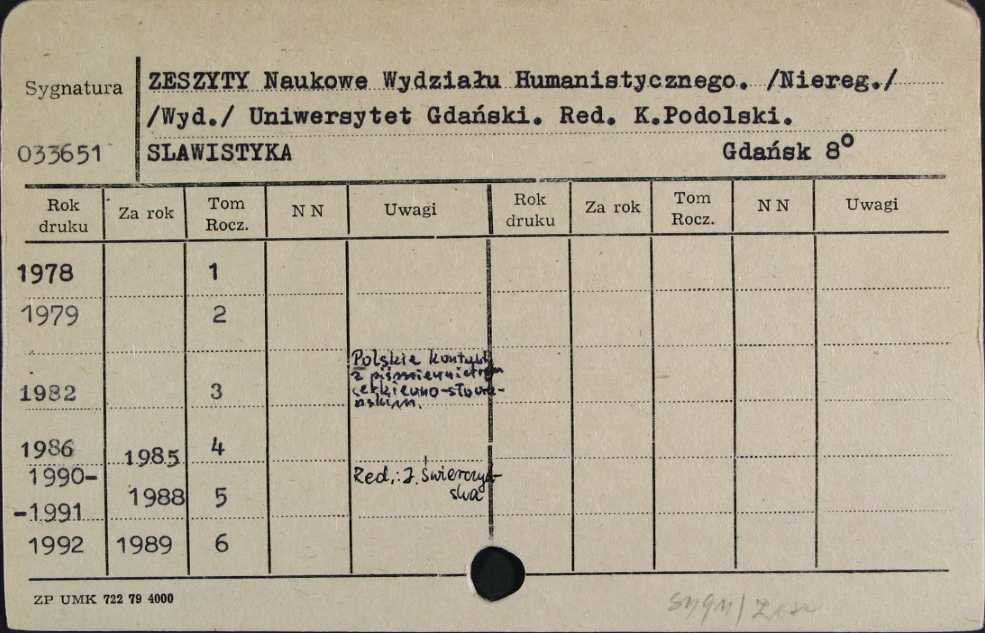 Sygnatura
ZESZYTY Naukowe Wydziału Humanistycznego. /Niereg./
/Wyd./ Uniwersytet Gdański. Red. K.Podolski.
033651 SLAWISTYKA Gdańsk 8°
Rok druku Za rok Tom Rocz. N N Uwagi Rok druku Za rok Tom Rocz. N N Uwagi
1978 1
1979 2
Polskie kontakty
z piśmiennictwem
cerkiewno-słowia-
1982 3
ńskim.
1986 1985 4
1990- Red.: J. Świerczyń-
ska
-1991 1988 5
1992 1989 6
ZP UMK 722 79 4000